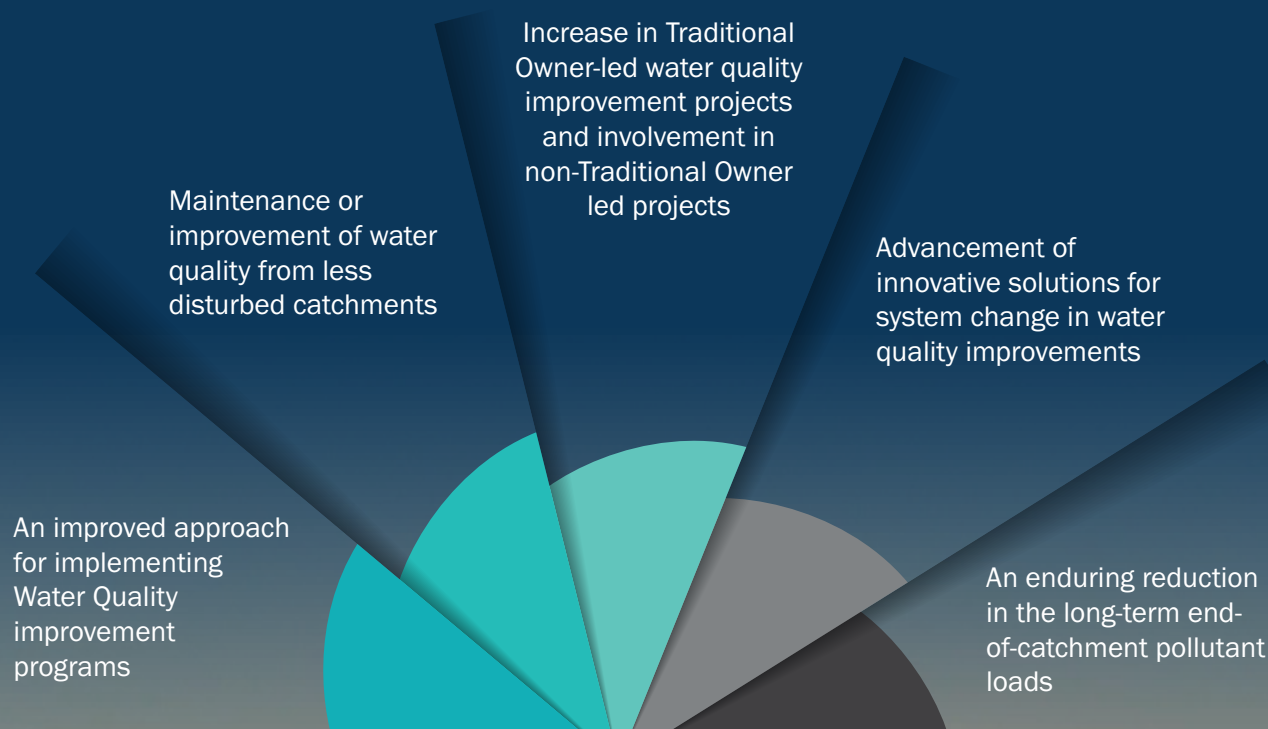 An improved approach
for implementing
Water Quality
improvement
programs
Maintenance or
improvement of water
quality from less
disturbed catchments
Increase in Traditional
Owner-led water quality
improvement projects
and involvement in
non-Traditional Owner
led projects
Advancement of
innovative solutions for
system change in water
quality improvements
An enduring reduction
in the long-term end-
of-catchment pollutant
loads